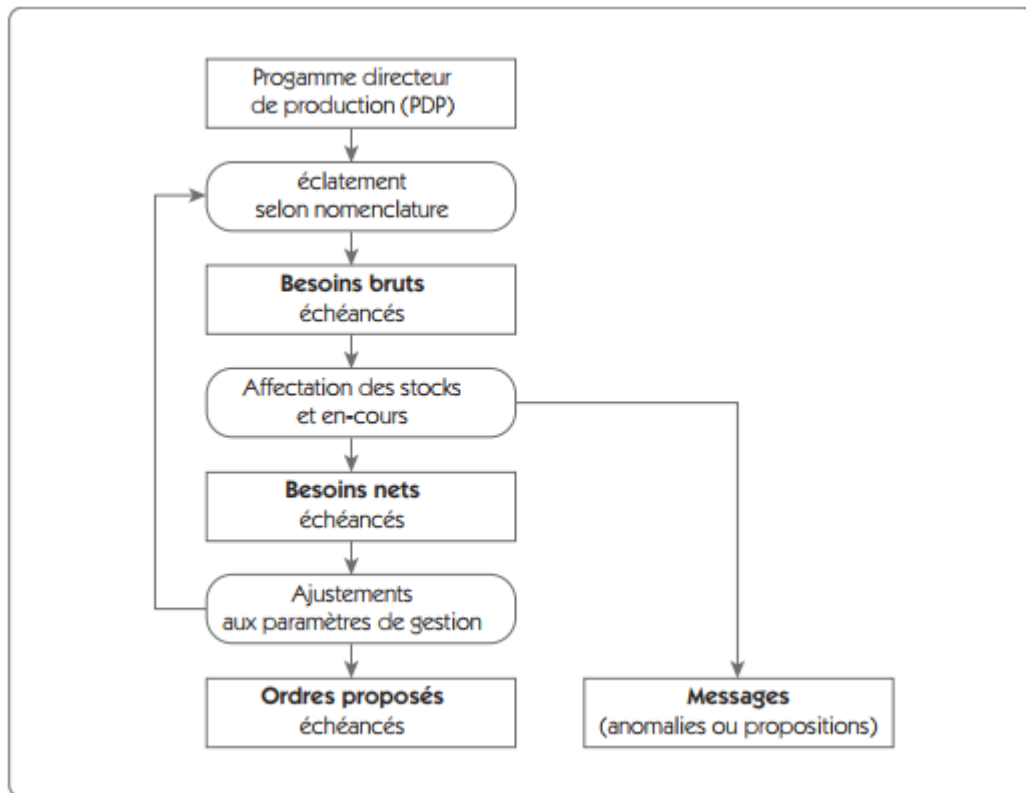 Progamme directeur
de production (PDP)
éclatement
selon nomenclature
Besoins bruts
échéancés
Affectation des stocks
et en-cours
Besoins nets
échéancés
Ajustements
aux paramètres de gestion
Ordres proposés
échéancés
Messages
(anomalies ou propositions)